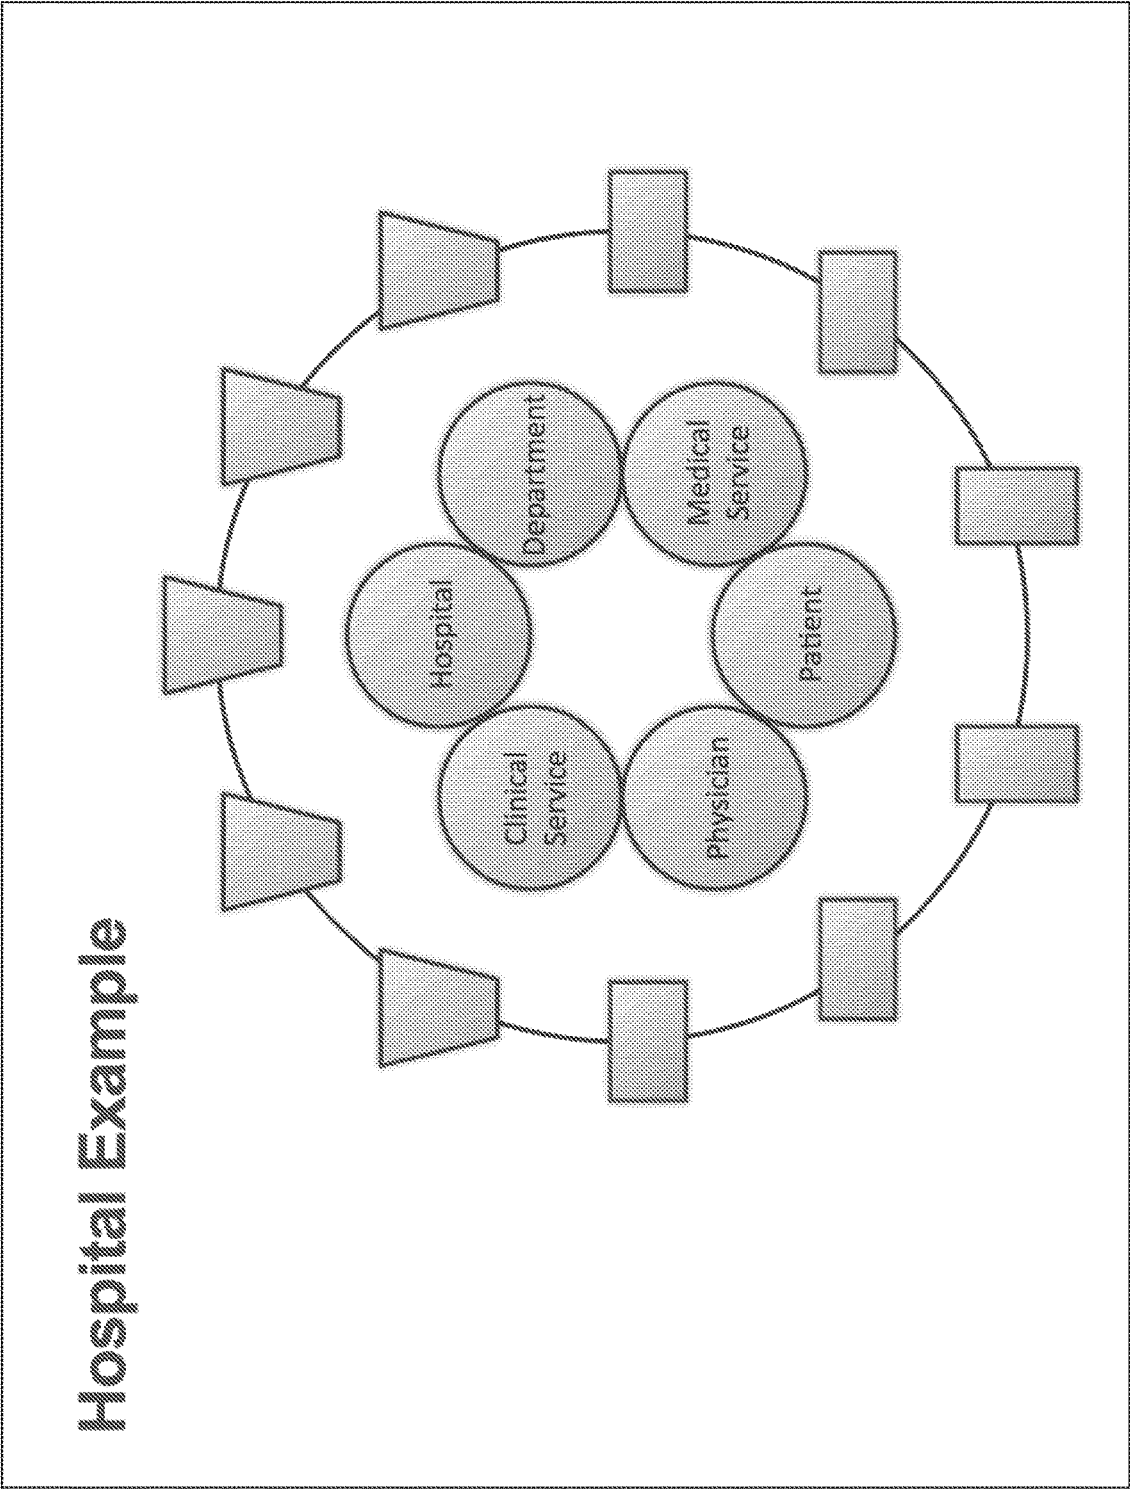 Hospital Example
Hospital
Department
Medical
Service
Patient
Physician
Clinical
Service